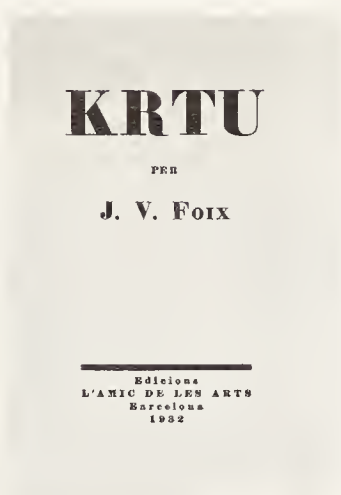 KRTU
PER
J. V. FOIX
Edicions
L'AMIC DE LES ARTS
Barcelona
1932